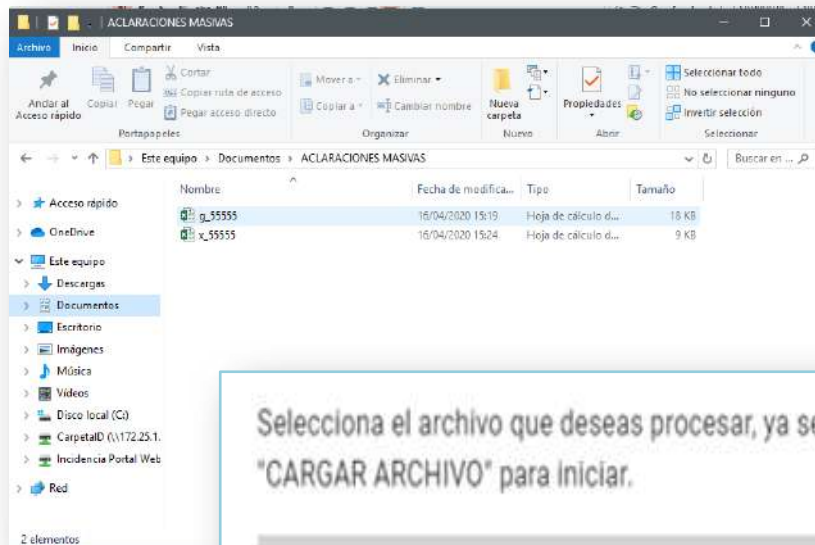 ACLARACIONES MASIVAS
Archivo Inicio Compartir Vista
Anclar al Acceso rápido
Copiar
Pegar
Cortar
Copiar ruta de acceso
Pegar acceso directo
Portapapeles
Mover a
Copiar a
Eliminar
Cambiar nombre
Organizar
Nueva carpeta
Nuevo
Propiedades
Abrir
Seleccionar todo
No seleccionar ninguno
Invertir selección
Seleccionar
Este equipo > Documentos > ACLARACIONES MASIVAS
Buscar en ...
Nombre Fecha de modifica... Tipo Tamaño
g_55555 16/04/2020 15:19 Hoja de cálculo d... 18 KB
x_55555 16/04/2020 15:24 Hoja de cálculo d... 9 KB
Acceso rápido
OneDrive
Este equipo
Descargas
Documentos
Escritorio
Imágenes
Música
Vídeos
Disco local (C:)
CarpetaID (\\172.25.1.
Incidencia Portal Web
Red
2 elementos
Selecciona el archivo que deseas procesar, ya se
"CARGAR ARCHIVO" para iniciar.